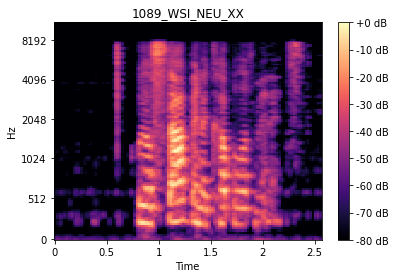 1089_WSI_NEU_XX
Hz
8192
4096
2048
1024
512
0
0
0.5
1
1.5
2
2.5
Time
+0 dB
-10 dB
-20 dB
-30 dB
-40 dB
-50 dB
-60 dB
-70 dB
-80 dB